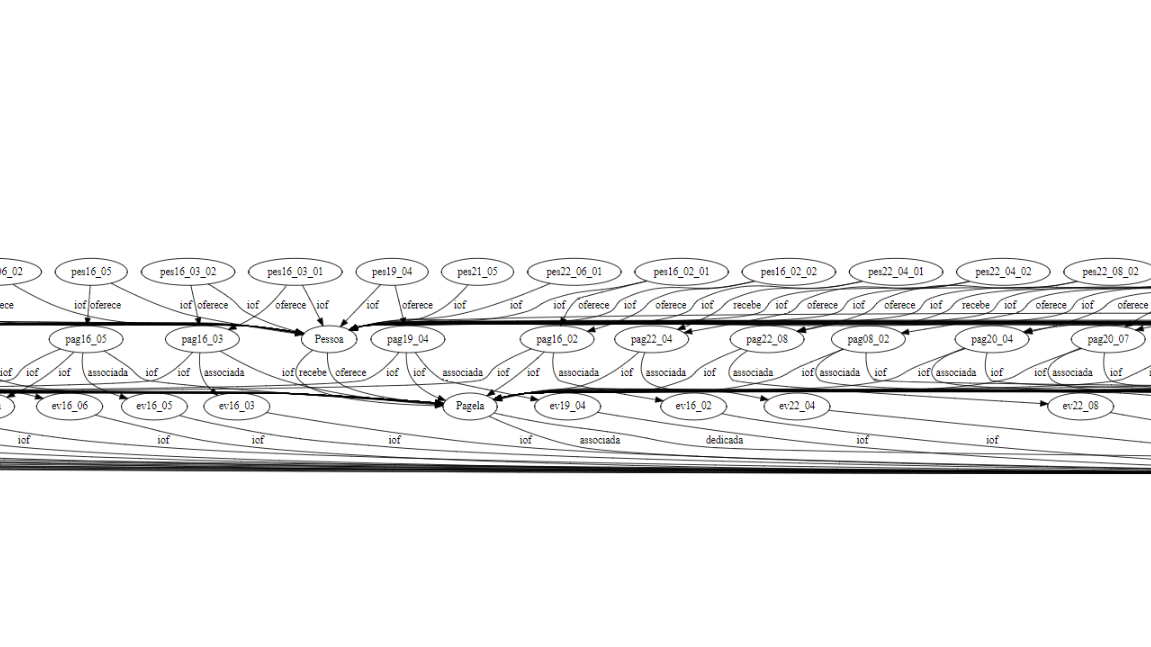 06_02 pes16_05 pes16_03_02 pes16_03_01 pes19_04 pes21_05 pes22_06_01 pes16_02_01 pes16_02_02 pes22_04_01 pes22_04_02 pes22_08_02
ece iof oferece iof oferece iof oferece iof iof oferece iof iof iof oferece iof oferece iof recebe iof oferece iof oferece iof recebe iof oferece iof oferece
pag16_05 pag16_03 Pessoa pag19_04 pag16_02 pag22_04 pag22_08 pag08_02 pag20_04 pag20_07
iof iof iof associada iof iof associada iof recebe oferece iof iof associada iof iof associada iof associada iof associada iof associada iof iof associada iof associada iof
ev16_06 ev16_05 ev16_03 Pagela ev19_04 ev16_02 ev22_04 ev22_08
iof iof iof iof iof associada dedicada iof iof